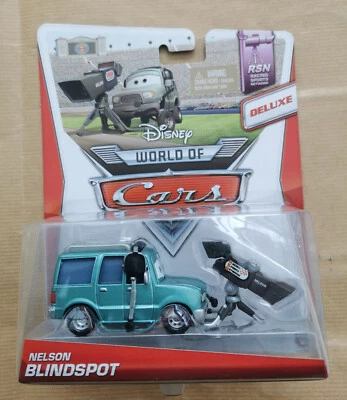 RSN
RACING
SPORTS
NETWORK
DELUXE
Disney
WORLD OF
Cars
NELSON
BLINDSPOT